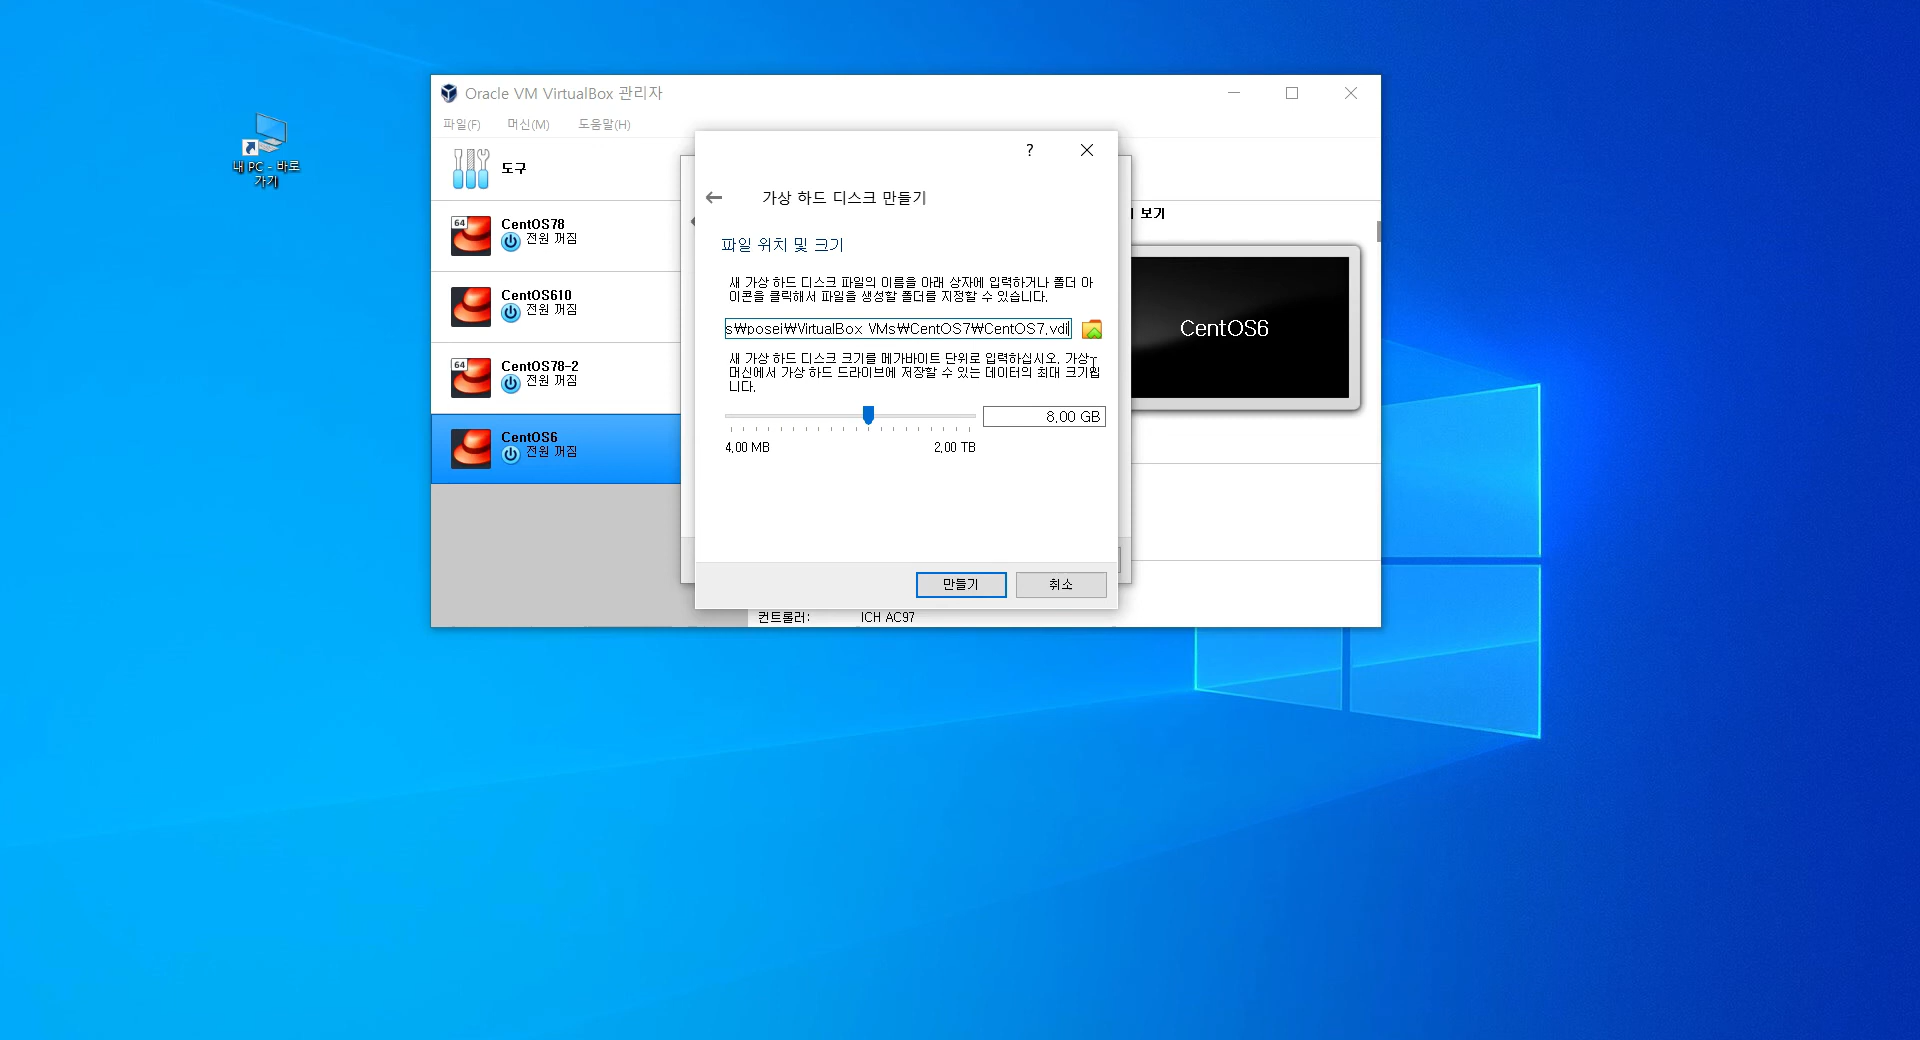 내 PC - 바로
가기
Oracle VM VirtualBox 관리자
파일(F) 머신(M) 도움말(H)
도구
64
CentOS78
전원 꺼짐
CentOS610
전원 꺼짐
64
CentOS78-2
전원 꺼짐
CentOS6
전원 꺼짐
?
가상 하드 디스크 만들기
파일 위치 및 크기
새 가상 하드 디스크 파일의 이름을 아래 상자에 입력하거나 폴더 아
이콘을 클릭해서 파일을 생성할 폴더를 지정할 수 있습니다.
s₩posei₩VirtualBox VMs₩CentOS7₩CentOS7.vdi
새 가상 하드 디스크 크기를 메가바이트 단위로 입력하십시오. 가상
머신에서 가상 하드 드라이브에 저장할 수 있는 데이터의 최대 크기입
니다.
8.00 GB
4.00 MB 2.00 TB
만들기 취소
보기
CentOS6
컨트롤러: ICH AC97